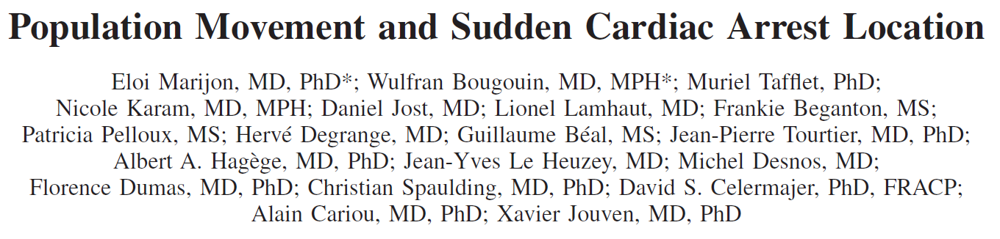 Population Movement and Sudden Cardiac Arrest Location
Eloi Marijon, MD, PhD*; Wulfran Bougouin, MD, MPH*; Muriel Tafflet, PhD;
Nicole Karam, MD, MPH; Daniel Jost, MD; Lionel Lamhaut, MD; Frankie Beganton, MS;
Patricia Pelloux, MS; Hervé Degrange, MD; Guillaume Béal, MS; Jean-Pierre Tourtier, MD, PhD;
Albert A. Hagège, MD, PhD; Jean-Yves Le Heuzey, MD; Michel Desnos, MD;
Florence Dumas, MD, PhD; Christian Spaulding, MD, PhD; David S. Celermajer, PhD, FRACP;
Alain Cariou, MD, PhD; Xavier Jouven, MD, PhD